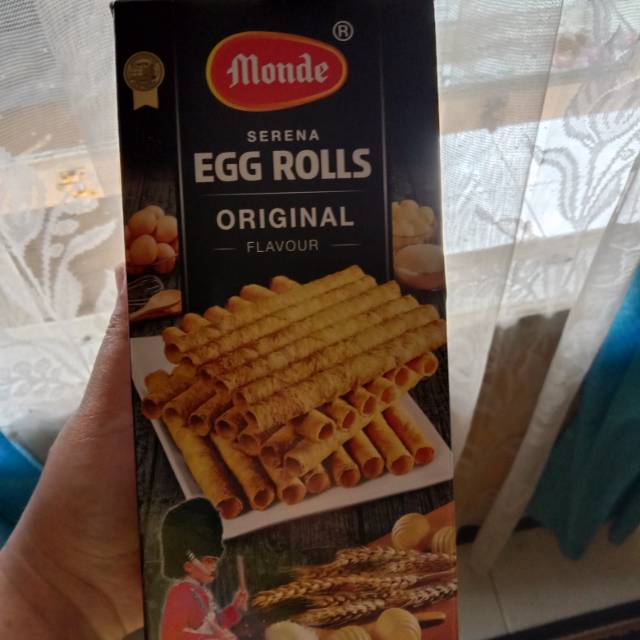 ®
Monde
SERENA
EGG ROLLS
ORIGINAL
FLAVOUR